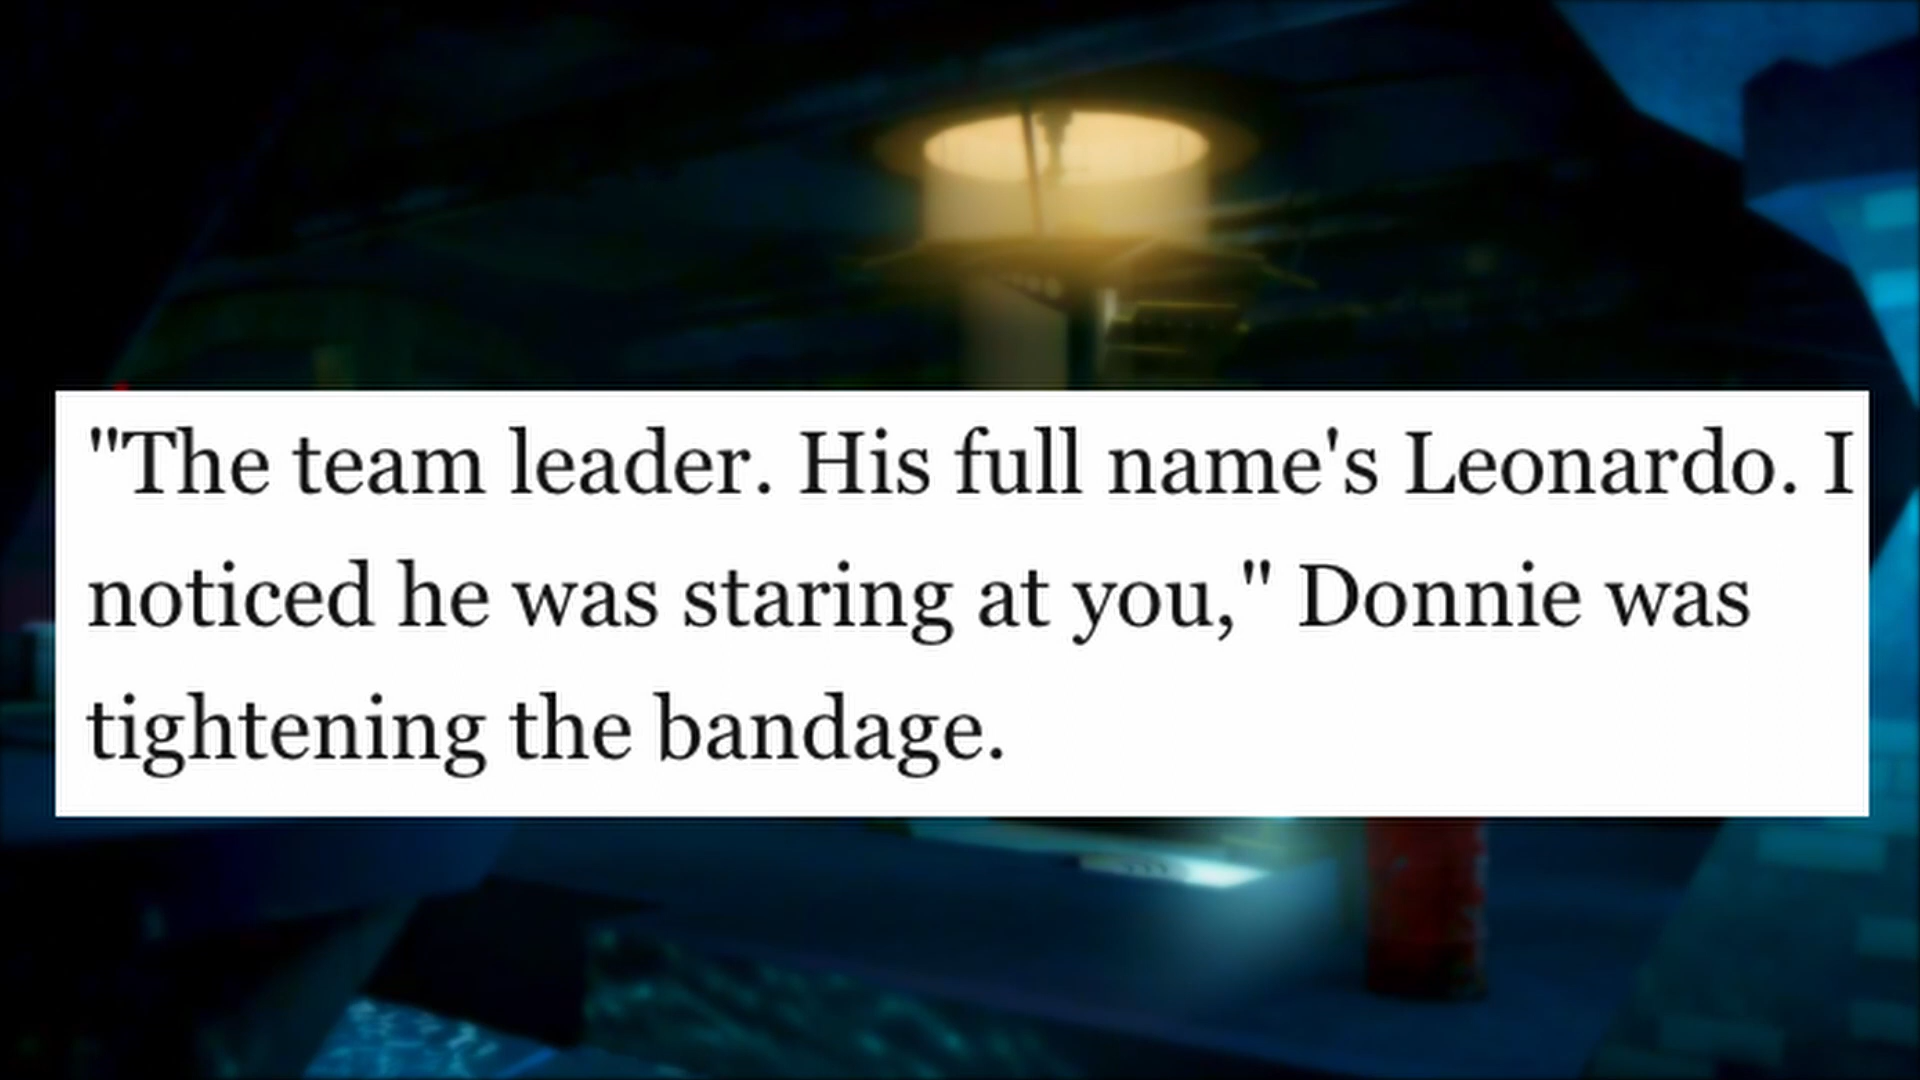 "The team leader. His full name's Leonardo. I
noticed he was staring at you," Donnie was
tightening the bandage.